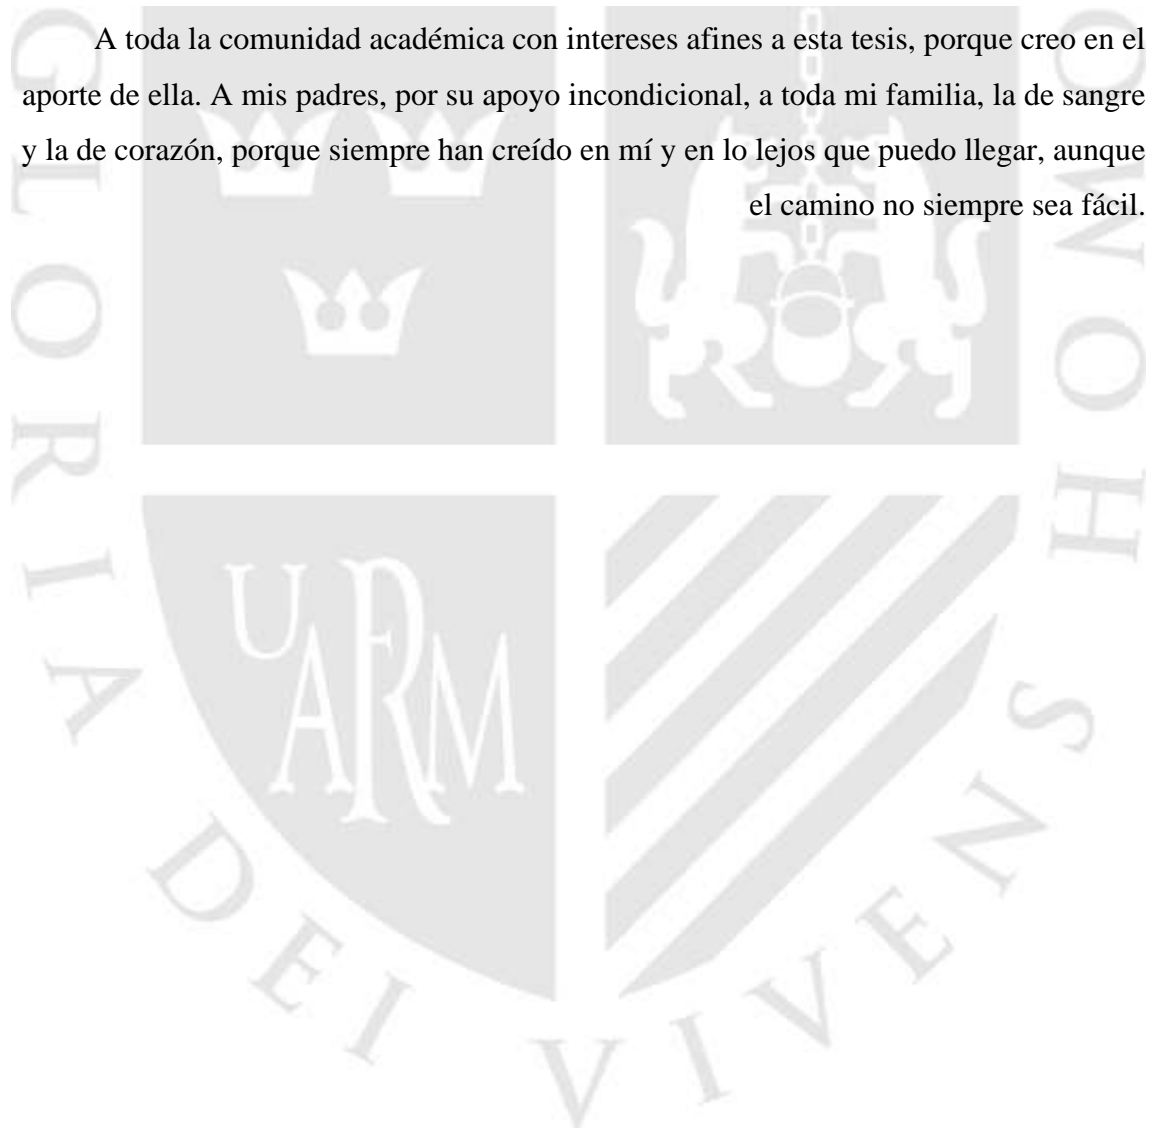 A toda la comunidad académica con intereses afines a esta tesis, porque creo en el
aporte de ella. A mis padres, por su apoyo incondicional, a toda mi familia, la de sangre
y la de corazón, porque siempre han creído en mí y en lo lejos que puedo llegar, aunque
el camino no siempre sea fácil.
GLORIA DEI VIVENS HOMO
UARM